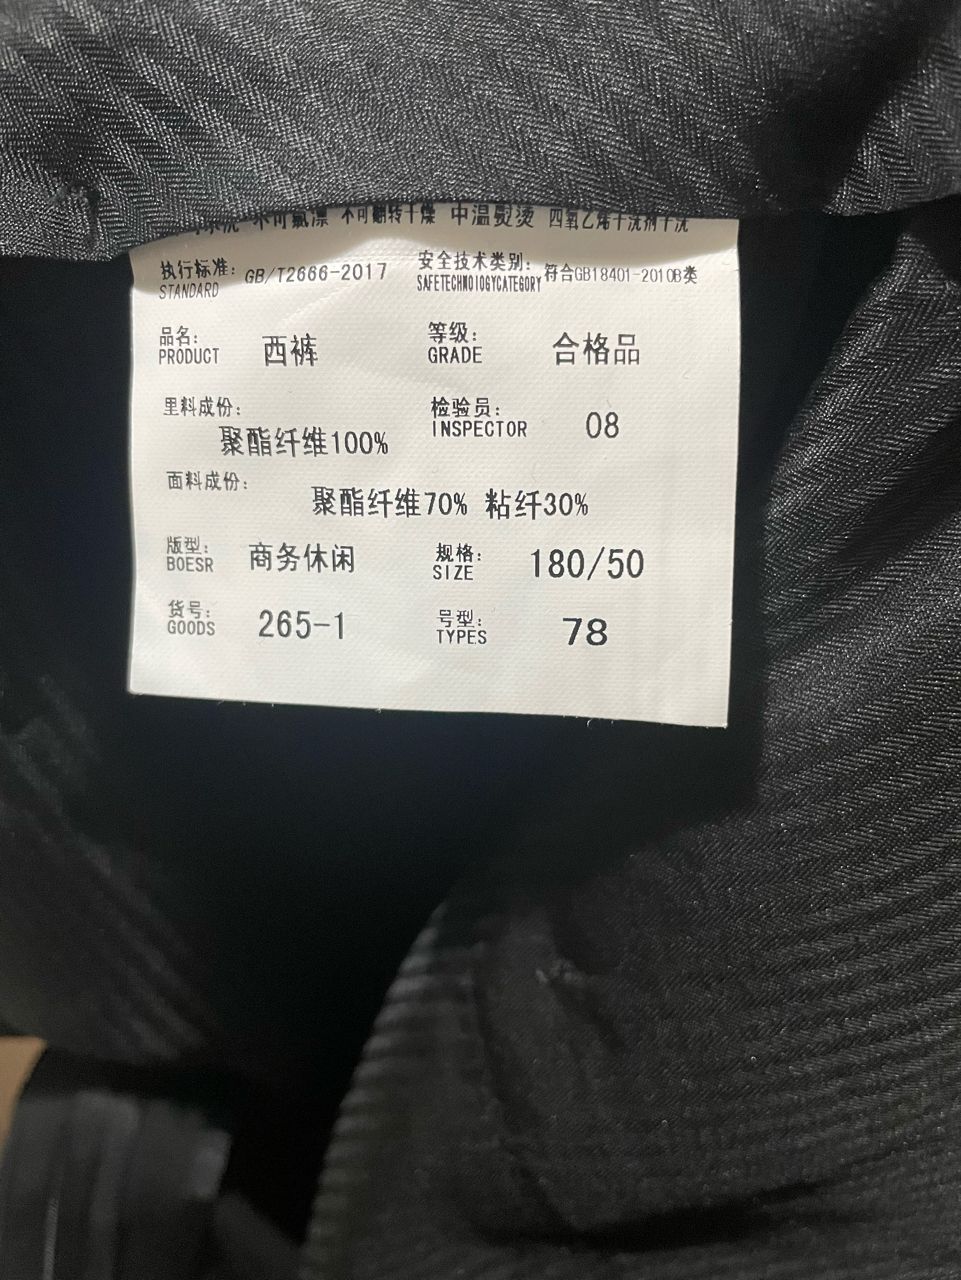 不可氯漂 不可翻转干燥 中温熨烫 四氯乙烯干洗剂干洗
执行标准: GB/T2666-2017 安全技术类别: 符合GB18401-2010B类
STANDARD SAFETECHNOlOGYCATEGORY
品名: 西裤 等级: 合格品
PRODUCT GRADE
里料成份: 检验员: 08
聚酯纤维100% INSPECTOR
面料成份:
聚酯纤维70% 粘纤30%
版型: 商务休闲 规格: 180/50
BOESR SIZE
货号: 265-1 号型: 78
GOODS TYPES